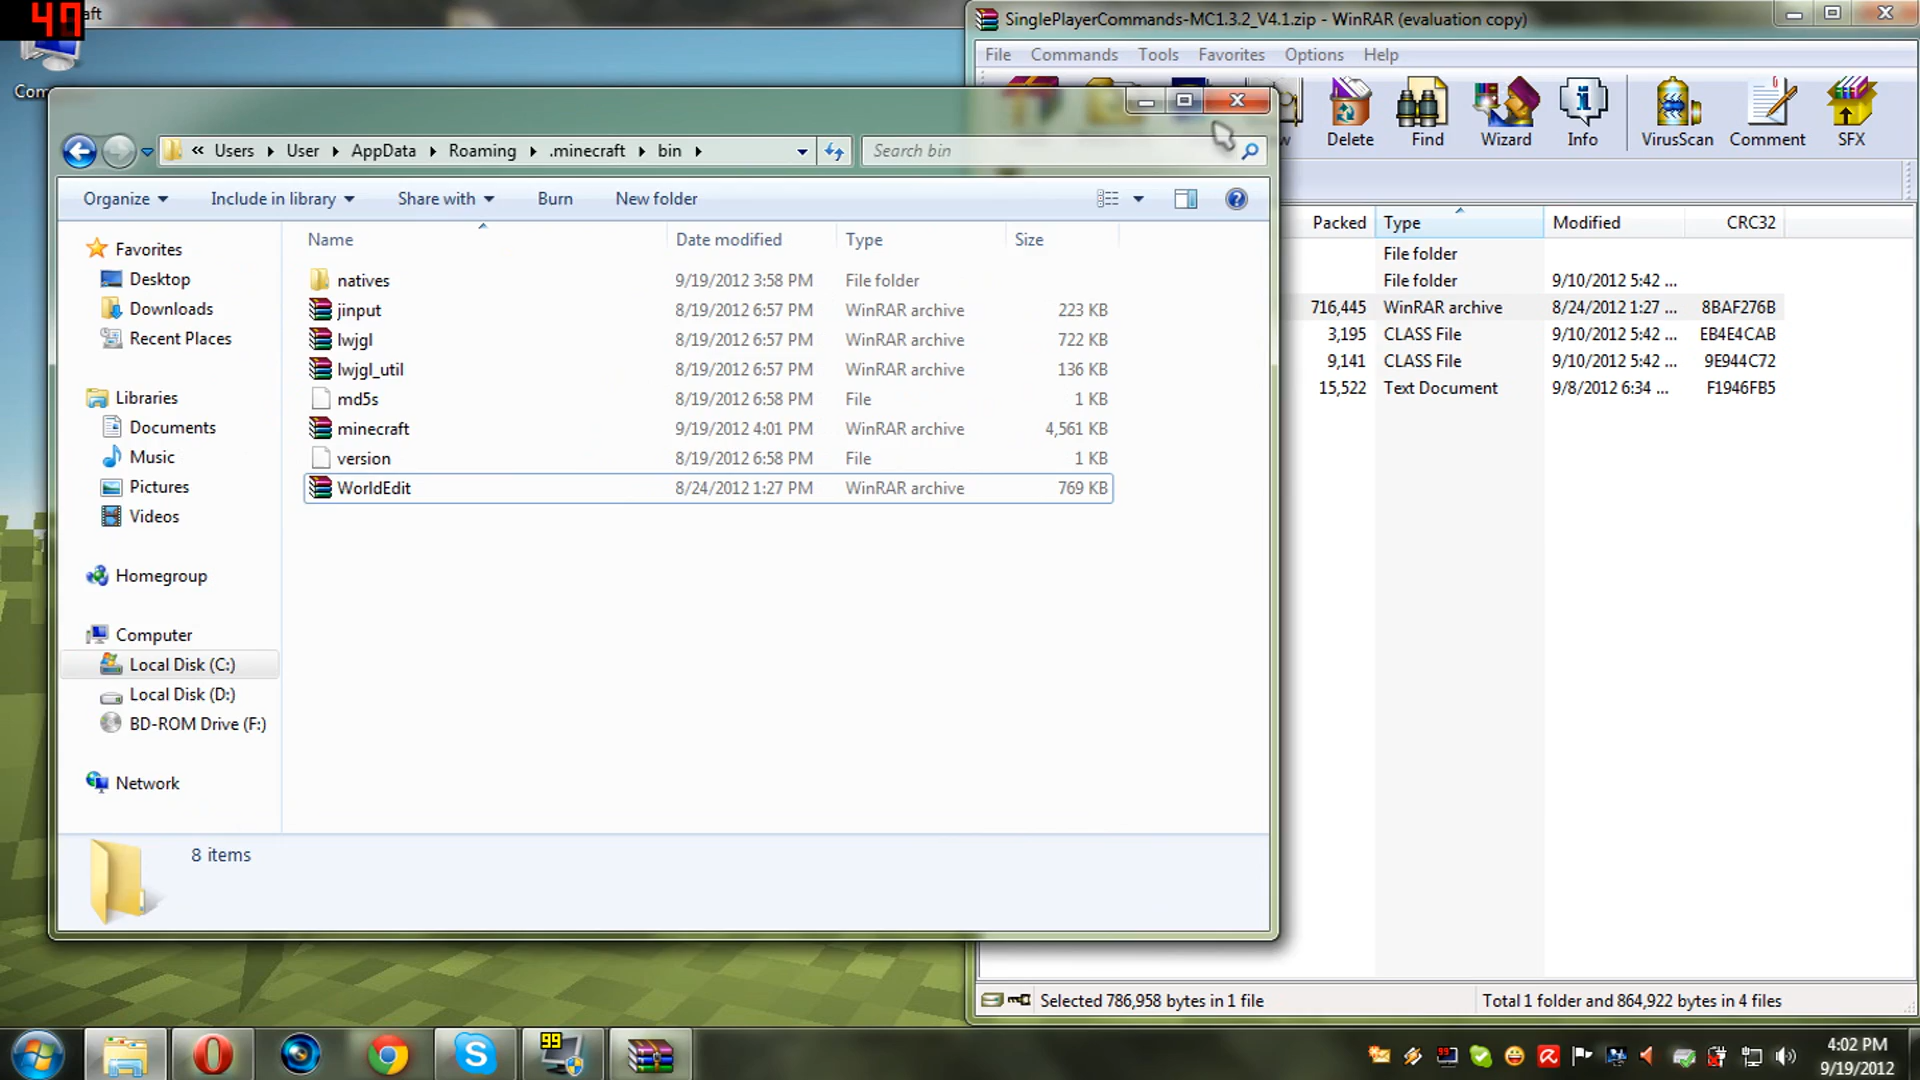 40
aft
Com
SinglePlayerCommands-MC1.3.2_V4.1.zip - WinRAR (evaluation copy)
File Commands Tools Favorites Options Help
Delete Find Wizard Info VirusScan Comment SFX
« Users User AppData Roaming .minecraft bin
Search bin
Organize Include in library Share with Burn New folder
Name Date modified Type Size
Favorites
Desktop
Downloads
Recent Places
Libraries
Documents
Music
Pictures
Videos
Homegroup
Computer
Local Disk (C:)
Local Disk (D:)
BD-ROM Drive (F:)
Network
natives 9/19/2012 3:58 PM File folder
jinput 8/19/2012 6:57 PM WinRAR archive 223 KB
lwjgl 8/19/2012 6:57 PM WinRAR archive 722 KB
lwjgl_util 8/19/2012 6:57 PM WinRAR archive 136 KB
md5s 8/19/2012 6:58 PM File 1 KB
minecraft 9/19/2012 4:01 PM WinRAR archive 4,561 KB
version 8/19/2012 6:58 PM File 1 KB
WorldEdit 8/24/2012 1:27 PM WinRAR archive 769 KB
8 items
Packed Type Modified CRC32
File folder
File folder 9/10/2012 5:42 ...
716,445 WinRAR archive 8/24/2012 1:27 ... 8BAF276B
3,195 CLASS File 9/10/2012 5:42 ... EB4E4CAB
9,141 CLASS File 9/10/2012 5:42 ... 9E944C72
15,522 Text Document 9/8/2012 6:34 ... F1946FB5
Selected 786,958 bytes in 1 file
Total 1 folder and 864,922 bytes in 4 files
99
4:02 PM
9/19/2012